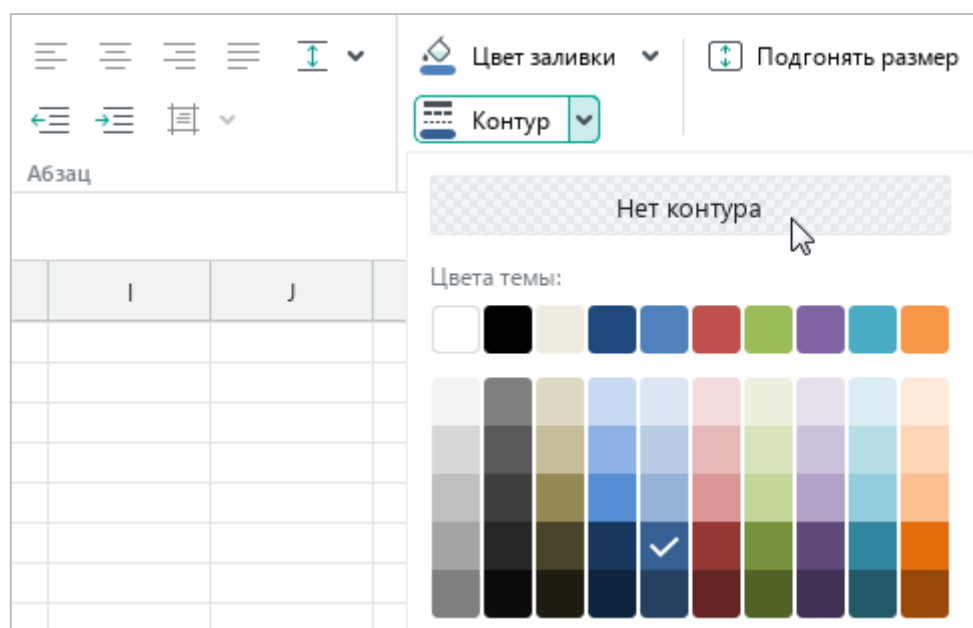 Цвет заливки
Подгонять размер
Контур
Абзац
Нет контура
Цвета темы:
I
J